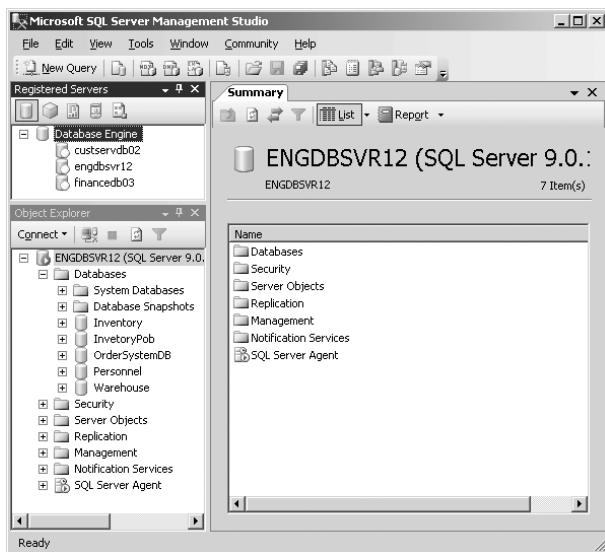 Microsoft SQL Server Management Studio
File Edit View Tools Window Community Help
New Query
Registered Servers
Database Engine
custservdb02
engdbsvr12
financedb03
Object Explorer
Connect
ENGDBSVR12 (SQL Server 9.0.
Databases
System Databases
Database Snapshots
Inventory
InvetoryPob
OrderSystemDB
Personnel
Warehouse
Security
Server Objects
Replication
Management
Notification Services
SQL Server Agent
Summary
List Report
ENGDBSVR12 (SQL Server 9.0.:
ENGDBSVR12 7 Item(s)
Name
Databases
Security
Server Objects
Replication
Management
Notification Services
SQL Server Agent
Ready